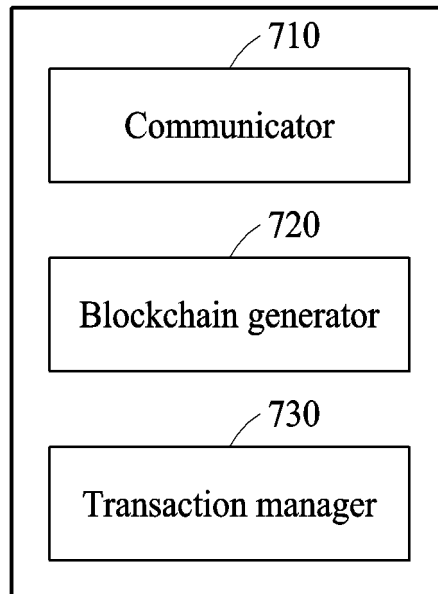 710
Communicator
720
Blockchain generator
730
Transaction manager